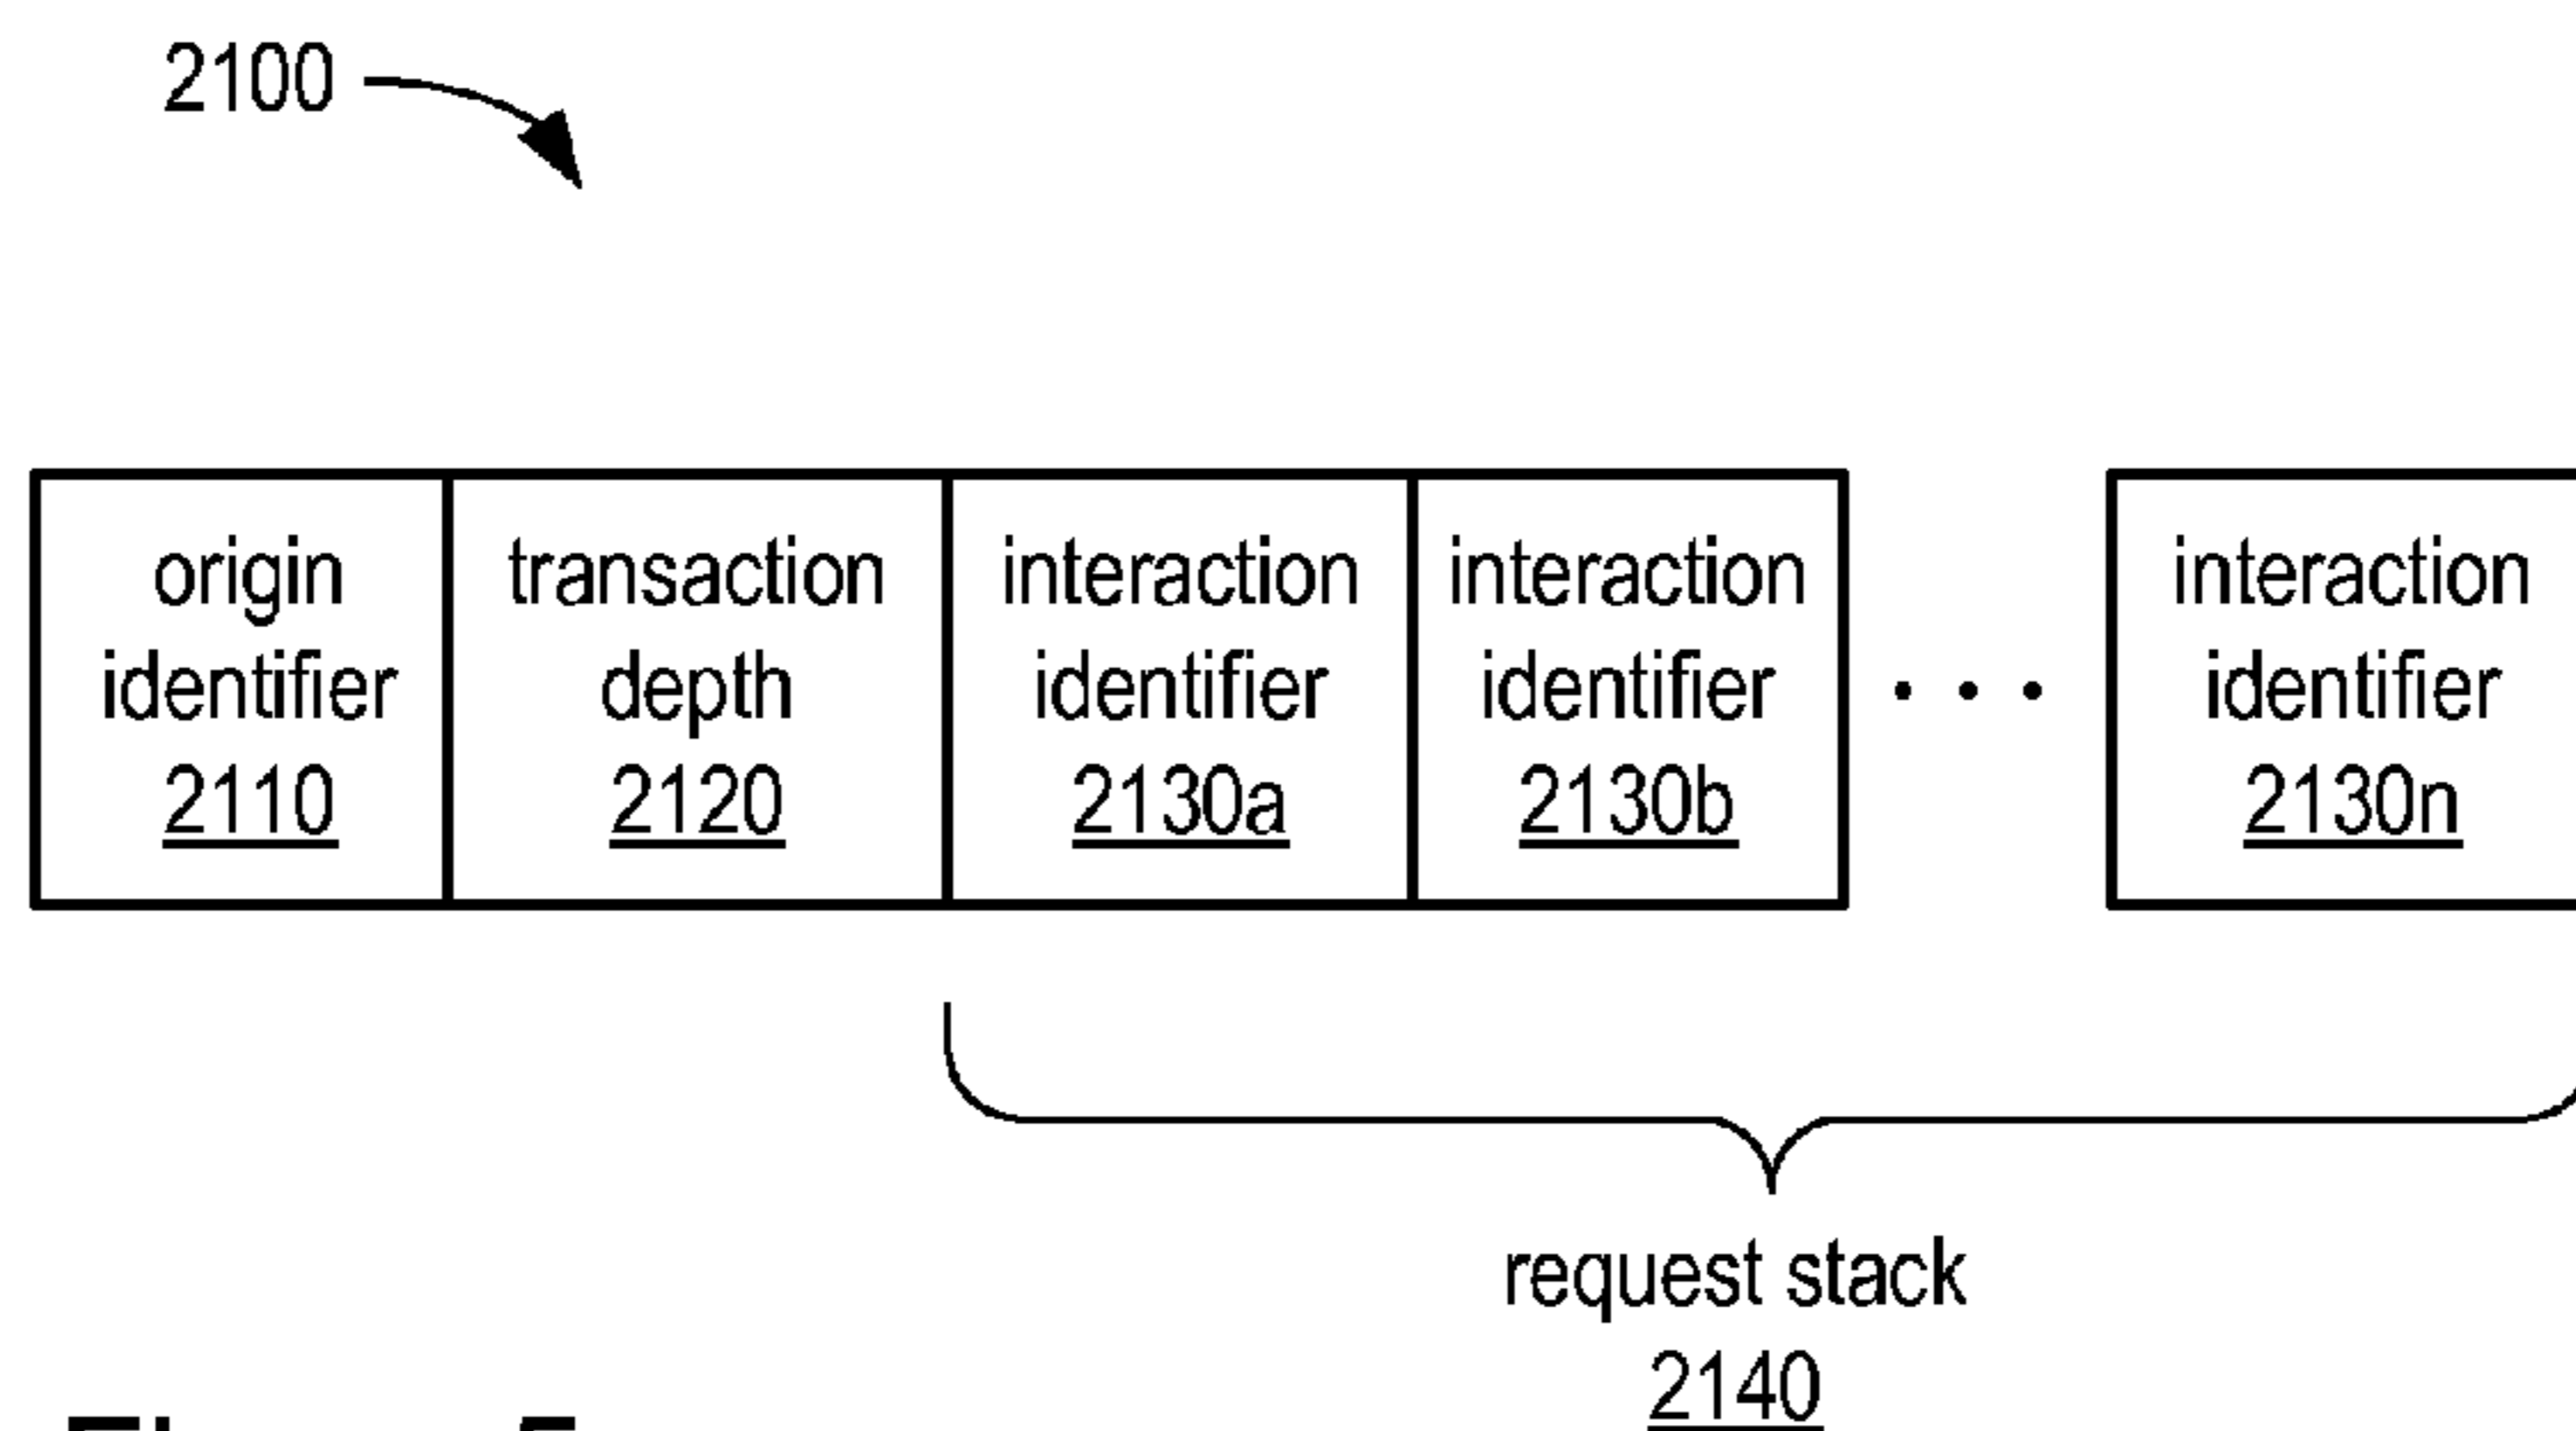 2100
origin
identifier
2110
transaction
depth
2120
interaction
identifier
2130a
interaction
identifier
2130b
. . .
interaction
identifier
2130n
request stack
2140